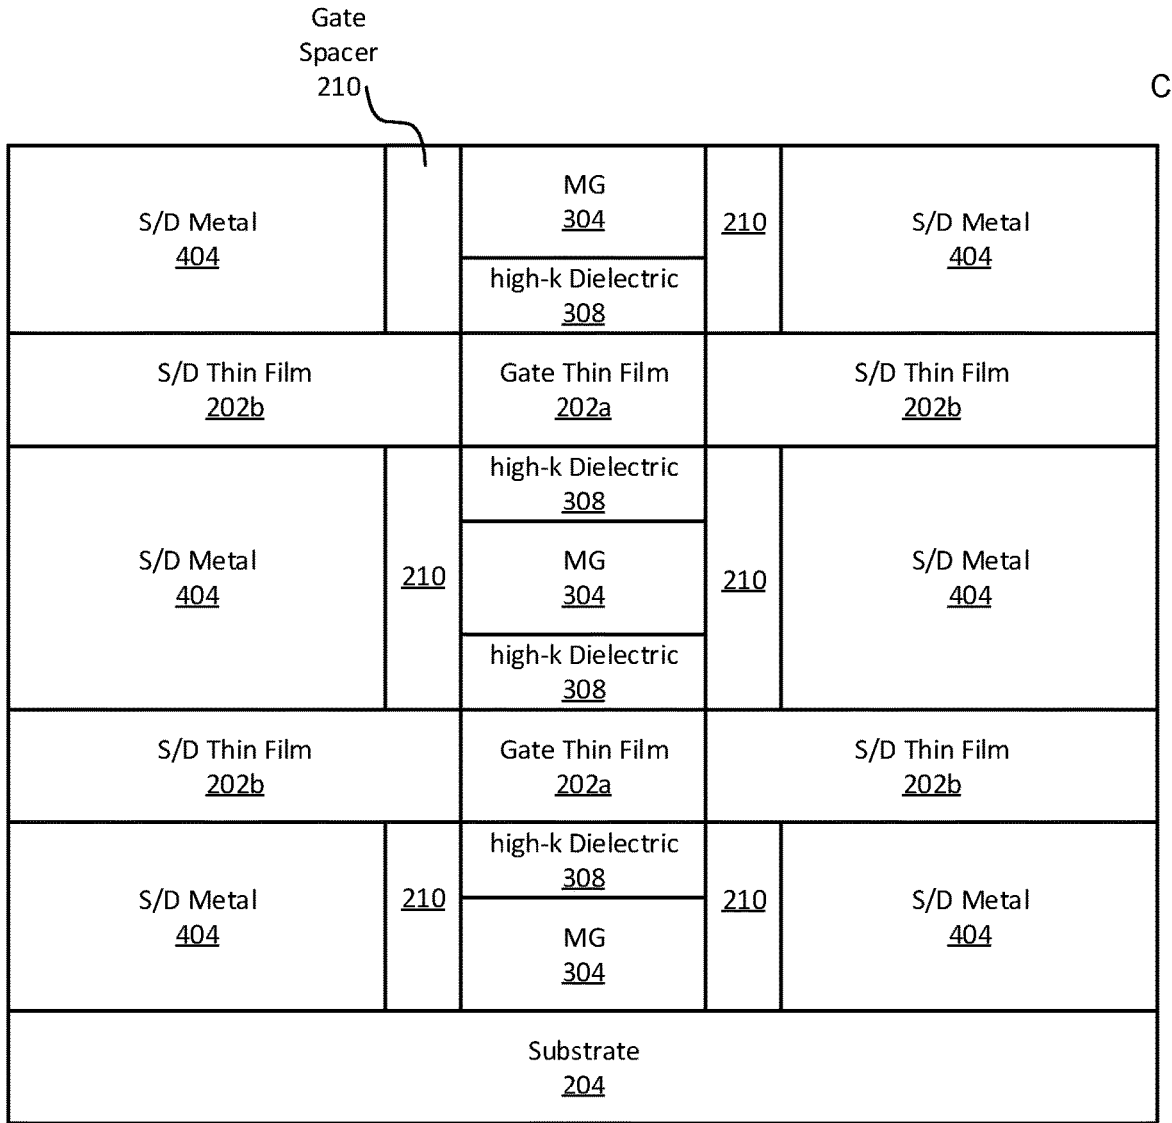 Gate
Spacer
210
C
S/D Metal
404
MG
304
high-k Dielectric
308
210
S/D Metal
404
S/D Thin Film
202b
Gate Thin Film
202a
S/D Thin Film
202b
S/D Metal
404
210
high-k Dielectric
308
MG
304
high-k Dielectric
308
210
S/D Metal
404
S/D Thin Film
202b
Gate Thin Film
202a
S/D Thin Film
202b
S/D Metal
404
210
high-k Dielectric
308
MG
304
210
S/D Metal
404
Substrate
204